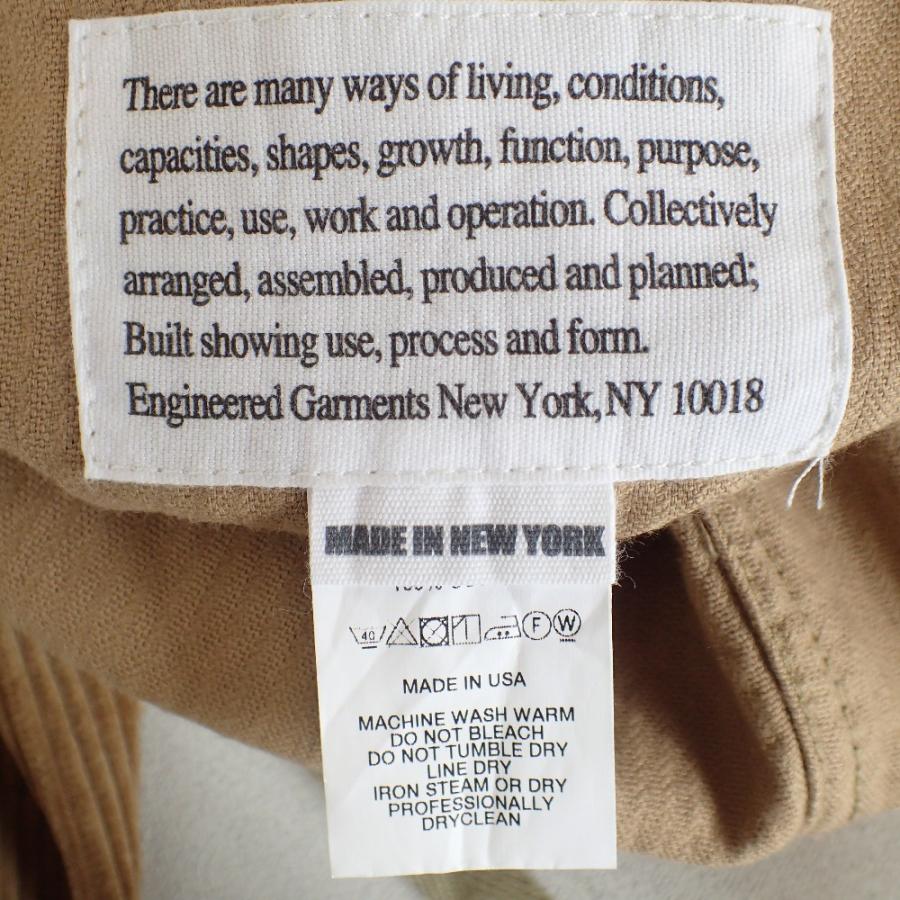 There are many ways of living, conditions,
capacities, shapes, growth, function, purpose,
practice, use, work and operation. Collectively
arranged, assembled, produced and planned;
Built showing use, process and form.
Engineered Garments New York, NY 10018
MADE IN NEW YORK
40 F W
MADE IN USA
MACHINE WASH WARM
DO NOT BLEACH
DO NOT TUMBLE DRY
LINE DRY
IRON STEAM OR DRY
PROFESSIONALLY
DRYCLEAN